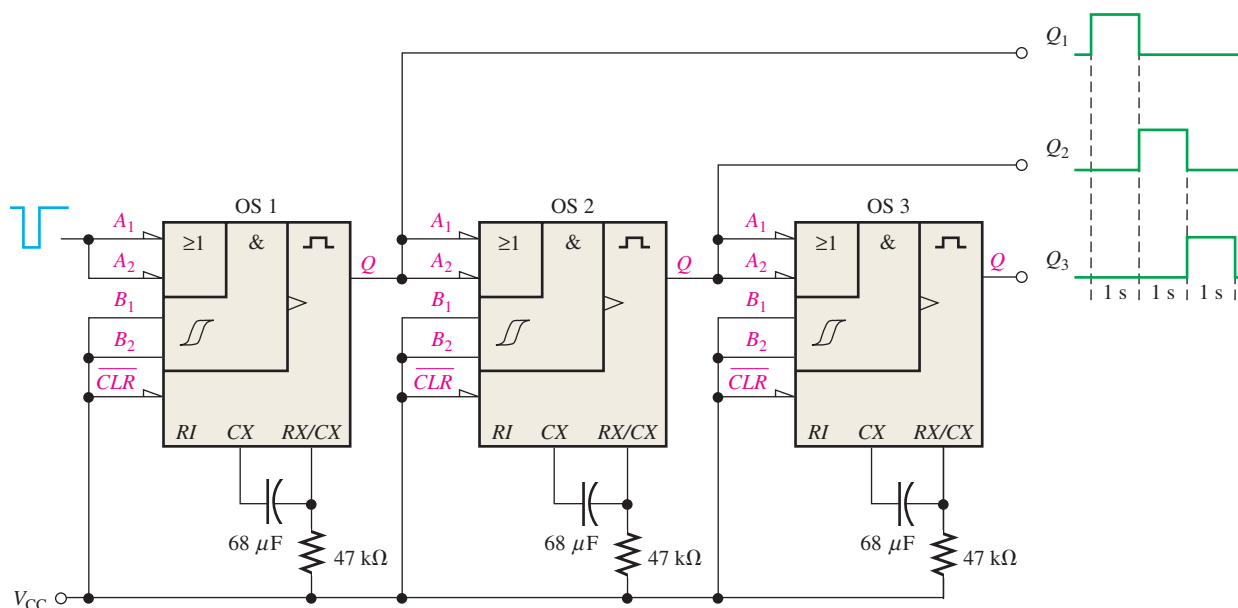 Q1
Q2
OS 1
OS 2
OS 3
A1
≥1
&
A2
Q
B1
B2
CLR
RI
CX
RX/CX
68 μF
47 kΩ
A1
≥1
&
A2
Q
B1
B2
CLR
RI
CX
RX/CX
68 μF
47 kΩ
A1
≥1
&
A2
Q
B1
B2
CLR
RI
CX
RX/CX
68 μF
47 kΩ
Q3
1 s
1 s
1 s
VCC